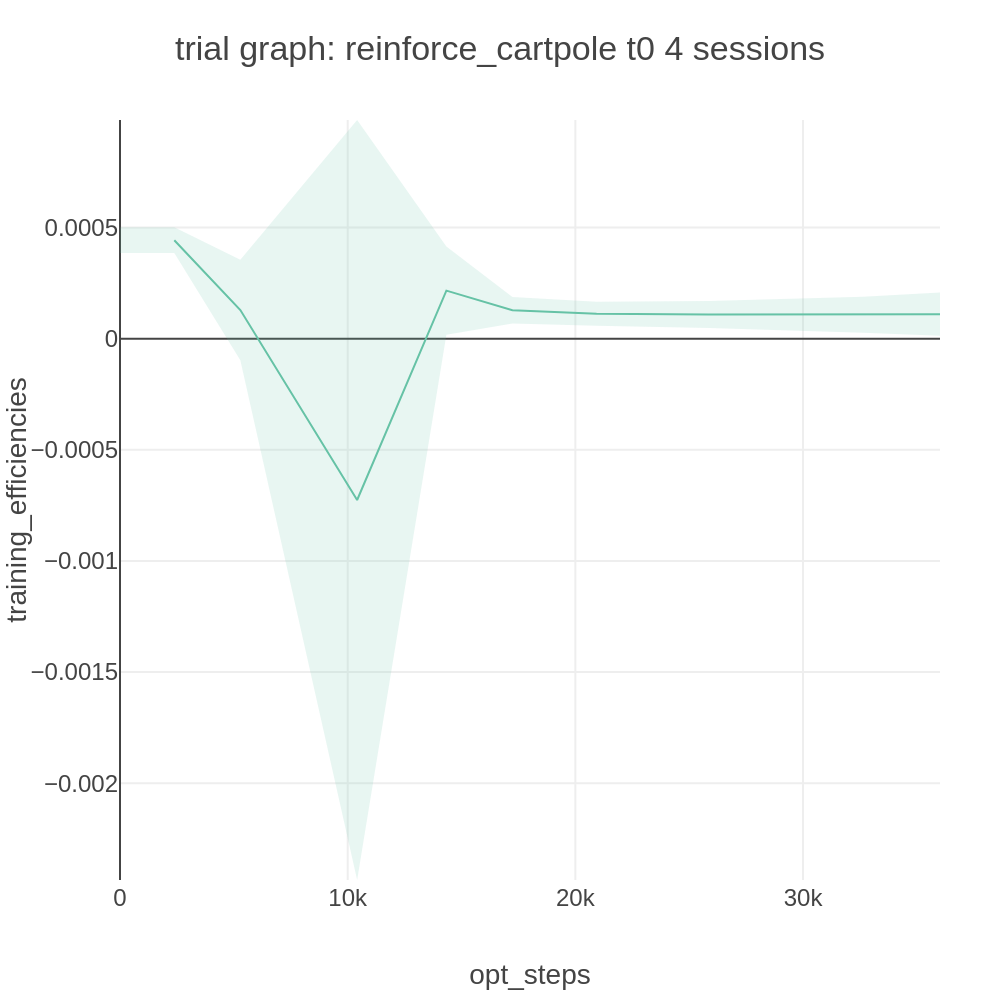 trial graph: reinforce_cartpole t0 4 sessions
0.0005
0
−0.0005
−0.001
−0.0015
−0.002
training_efficiencies
0 10k 20k 30k
opt_steps